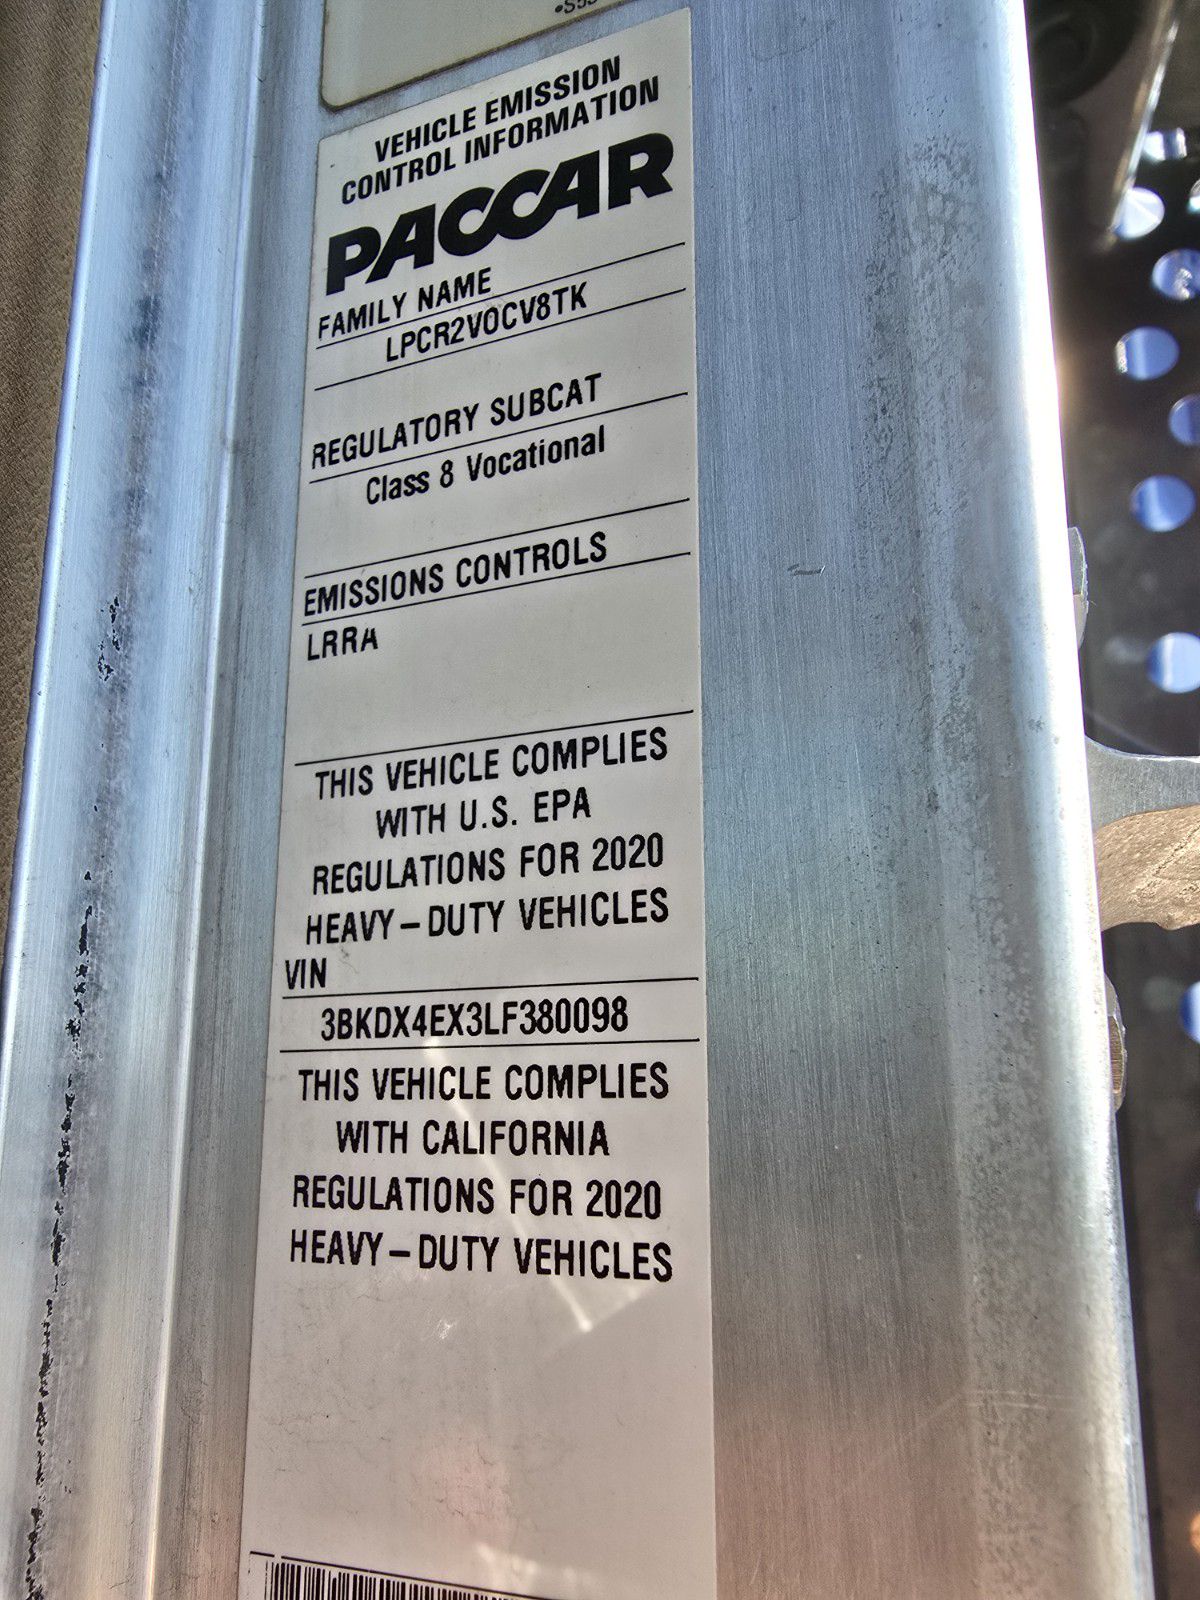 VEHICLE EMISSION
CONTROL INFORMATION
PACCAR
FAMILY NAME
LPCR2VOCV8TK
REGULATORY SUBCAT
Class 8 Vocational
EMISSIONS CONTROLS
LRRA
THIS VEHICLE COMPLIES
WITH U.S. EPA
REGULATIONS FOR 2020
HEAVY-DUTY VEHICLES
VIN
3BKDX4EX3LF380098
THIS VEHICLE COMPLIES
WITH CALIFORNIA
REGULATIONS FOR 2020
HEAVY-DUTY VEHICLES